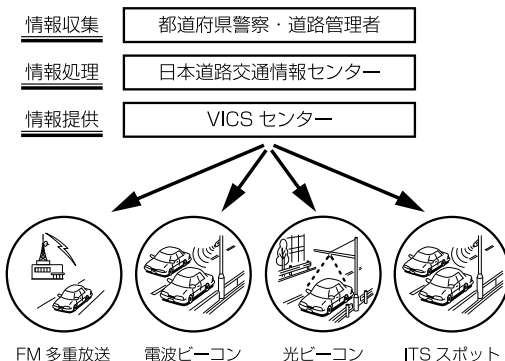 情報収集 都道府県警察・道路管理者
情報処理 日本道路交通情報センター
情報提供 VICS センター
FM 多重放送 電波ビーコン 光ビーコン ITS スポット